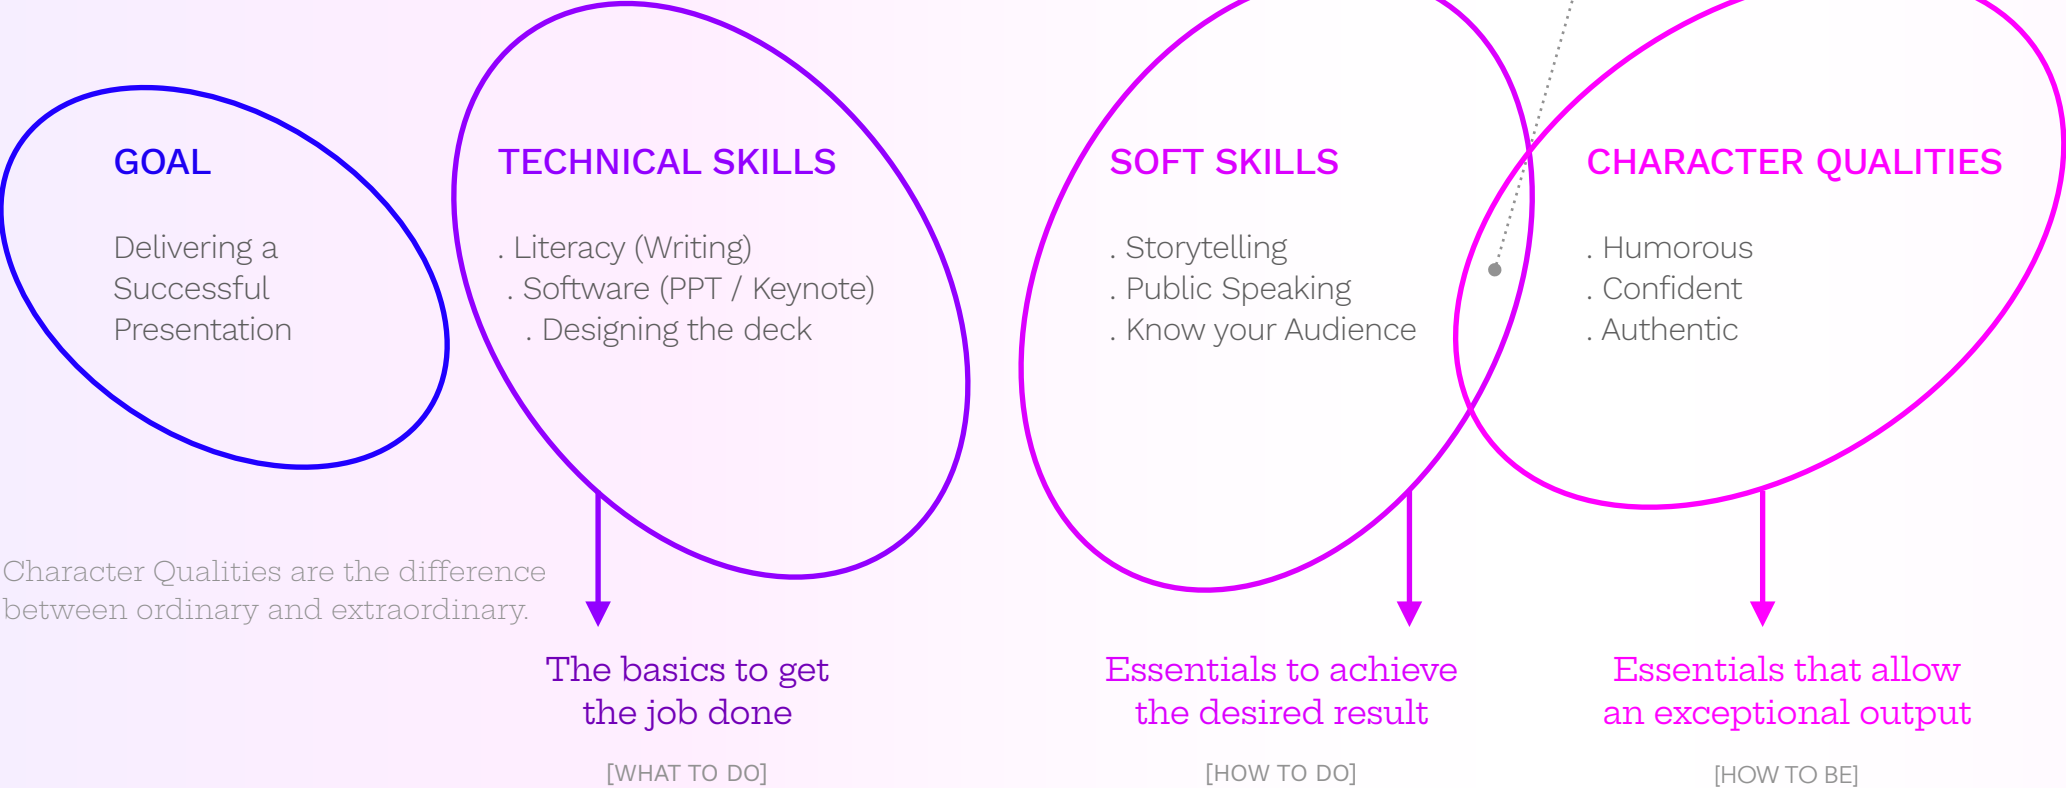 GOAL
Delivering a
Successful
Presentation
TECHNICAL SKILLS
. Literacy (Writing)
. Software (PPT / Keynote)
. Designing the deck
SOFT SKILLS
. Storytelling
. Public Speaking
. Know your Audience
CHARACTER QUALITIES
. Humorous
. Confident
. Authentic
Character Qualities are the difference
between ordinary and extraordinary.
The basics to get
the job done
[WHAT TO DO]
Essentials to achieve
the desired result
[HOW TO DO]
Essentials that allow
an exceptional output
[HOW TO BE]